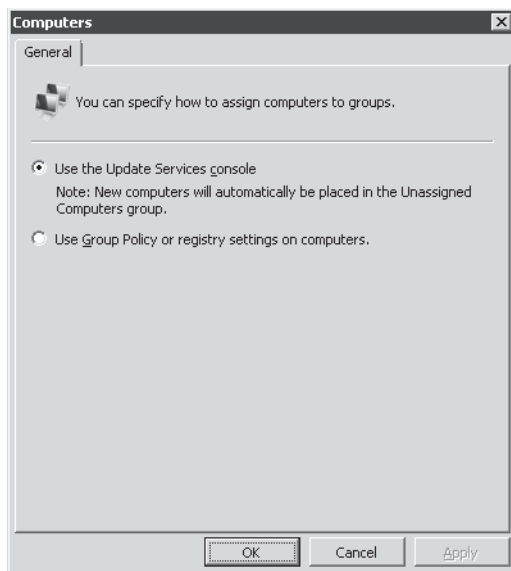 Computers
General
You can specify how to assign computers to groups.
Use the Update Services console
Note: New computers will automatically be placed in the Unassigned
Computers group.
Use Group Policy or registry settings on computers.
OK Cancel Apply